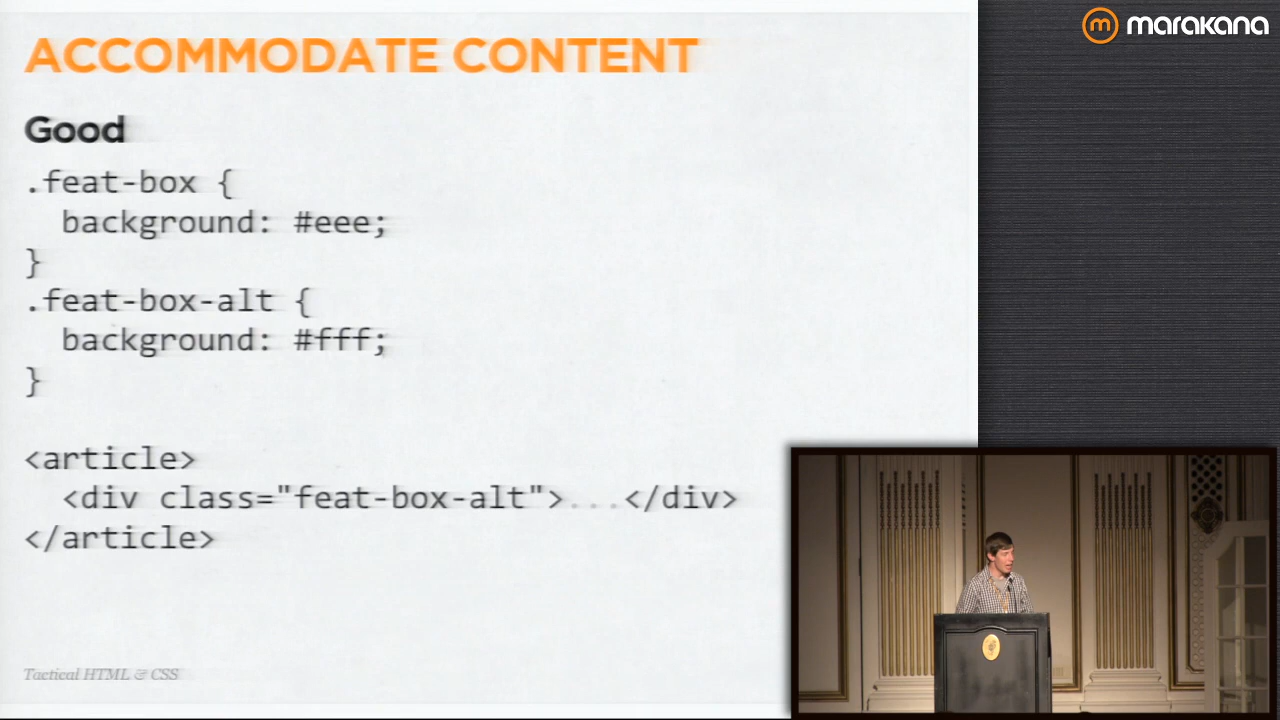 ACCOMMODATE CONTENT
Good
.feat-box {
  background: #eee;
}
.feat-box-alt {
  background: #fff;
}
<article>
  <div class="feat-box-alt">...</div>
</article>
Tactical HTML & CSS
m marakana